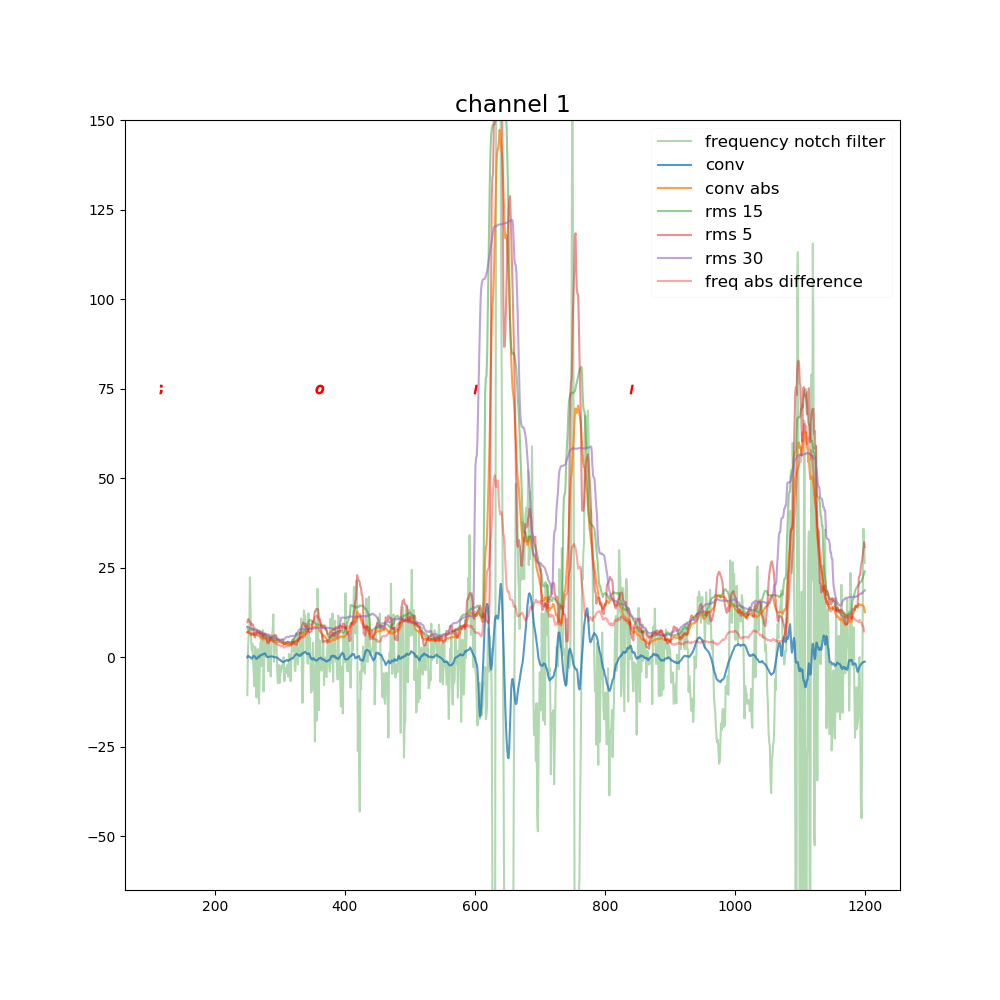 channel 1
150
125
100
75
50
25
0
−25
−50
200 400 600 800 1000 1200
frequency notch filter
conv
conv abs
rms 15
rms 5
rms 30
freq abs difference
; o